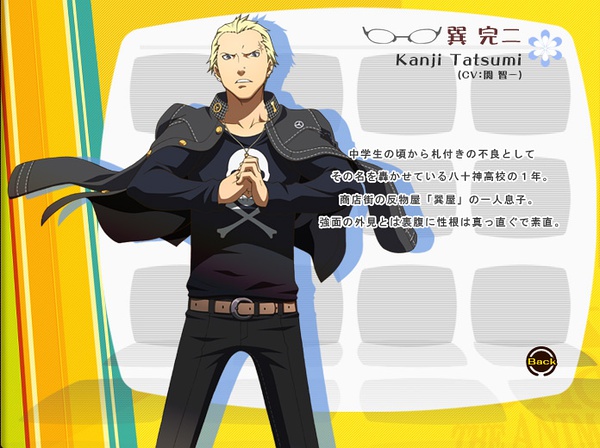 巽 完二
Kanji Tatsumi
(CV:関 智一)
中学生の頃から札付きの不良として
その名を轟かせている八十神高校の1年。
商店街の反物屋「巽屋」の一人息子。
強面の外見とは裏腹に性根は真っ直ぐで素直。
Back
THE ANIM